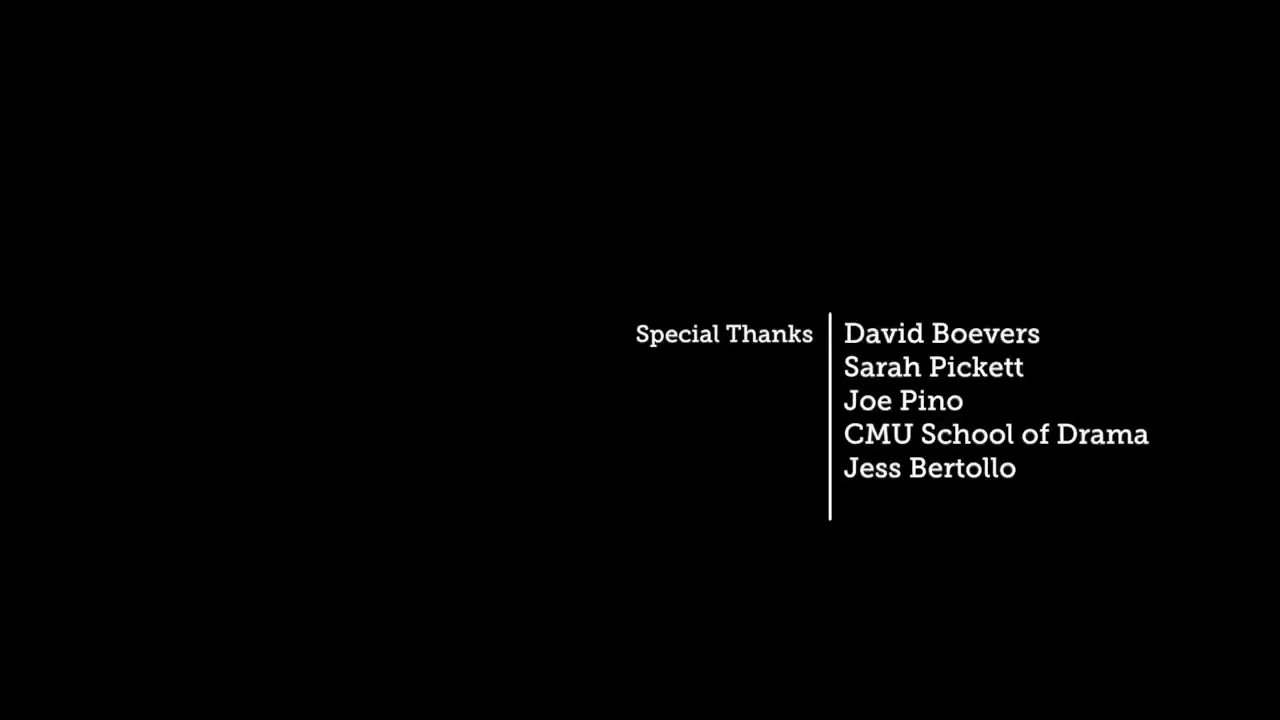 Special Thanks
David Boevers
Sarah Pickett
Joe Pino
CMU School of Drama
Jess Bertollo